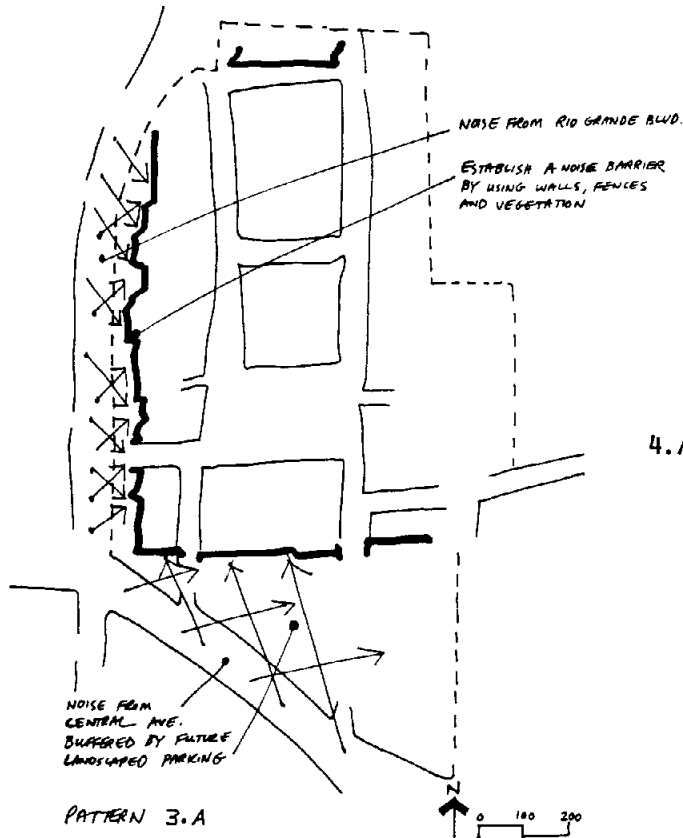 NOISE FROM RIO GRANDE BLVD.
ESTABLISH A NOISE BARRIER
BY USING WALLS, FENCES
AND VEGETATION
4.
NOISE FROM
CENTRAL AVE.
BUFFERED BY FUTURE
LANDSCAPED PARKING
PATTERN 3.A
N
0 100 200